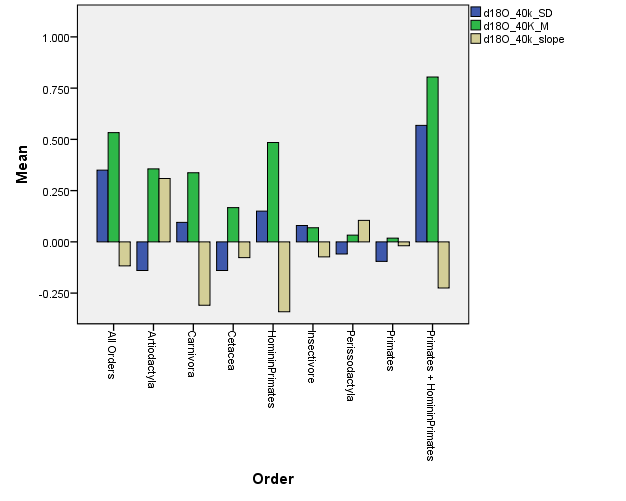 d18O_40k_SD
d18O_40K_M
d18O_40k_slope
1.000
0.750
0.500
0.250
0.000
-0.250
Mean
All Orders
Artiodactyla
Carnivora
Cetacea
HomininPrimates
Insectivore
Perissodactyla
Primates
Primates + HomininPrimates
Order